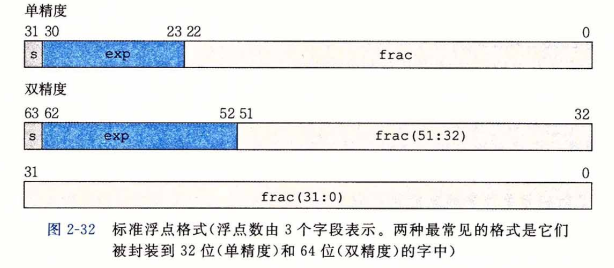 单精度
31 30 23 22 0
s exp frac
双精度
63 62 52 51 32
s exp frac(51:32)
31 0
frac(31:0)
图 2-32 标准浮点格式(浮点数由 3 个字段表示。两种最常见的格式是它们
被封装到 32 位(单精度)和 64 位(双精度)的字中)